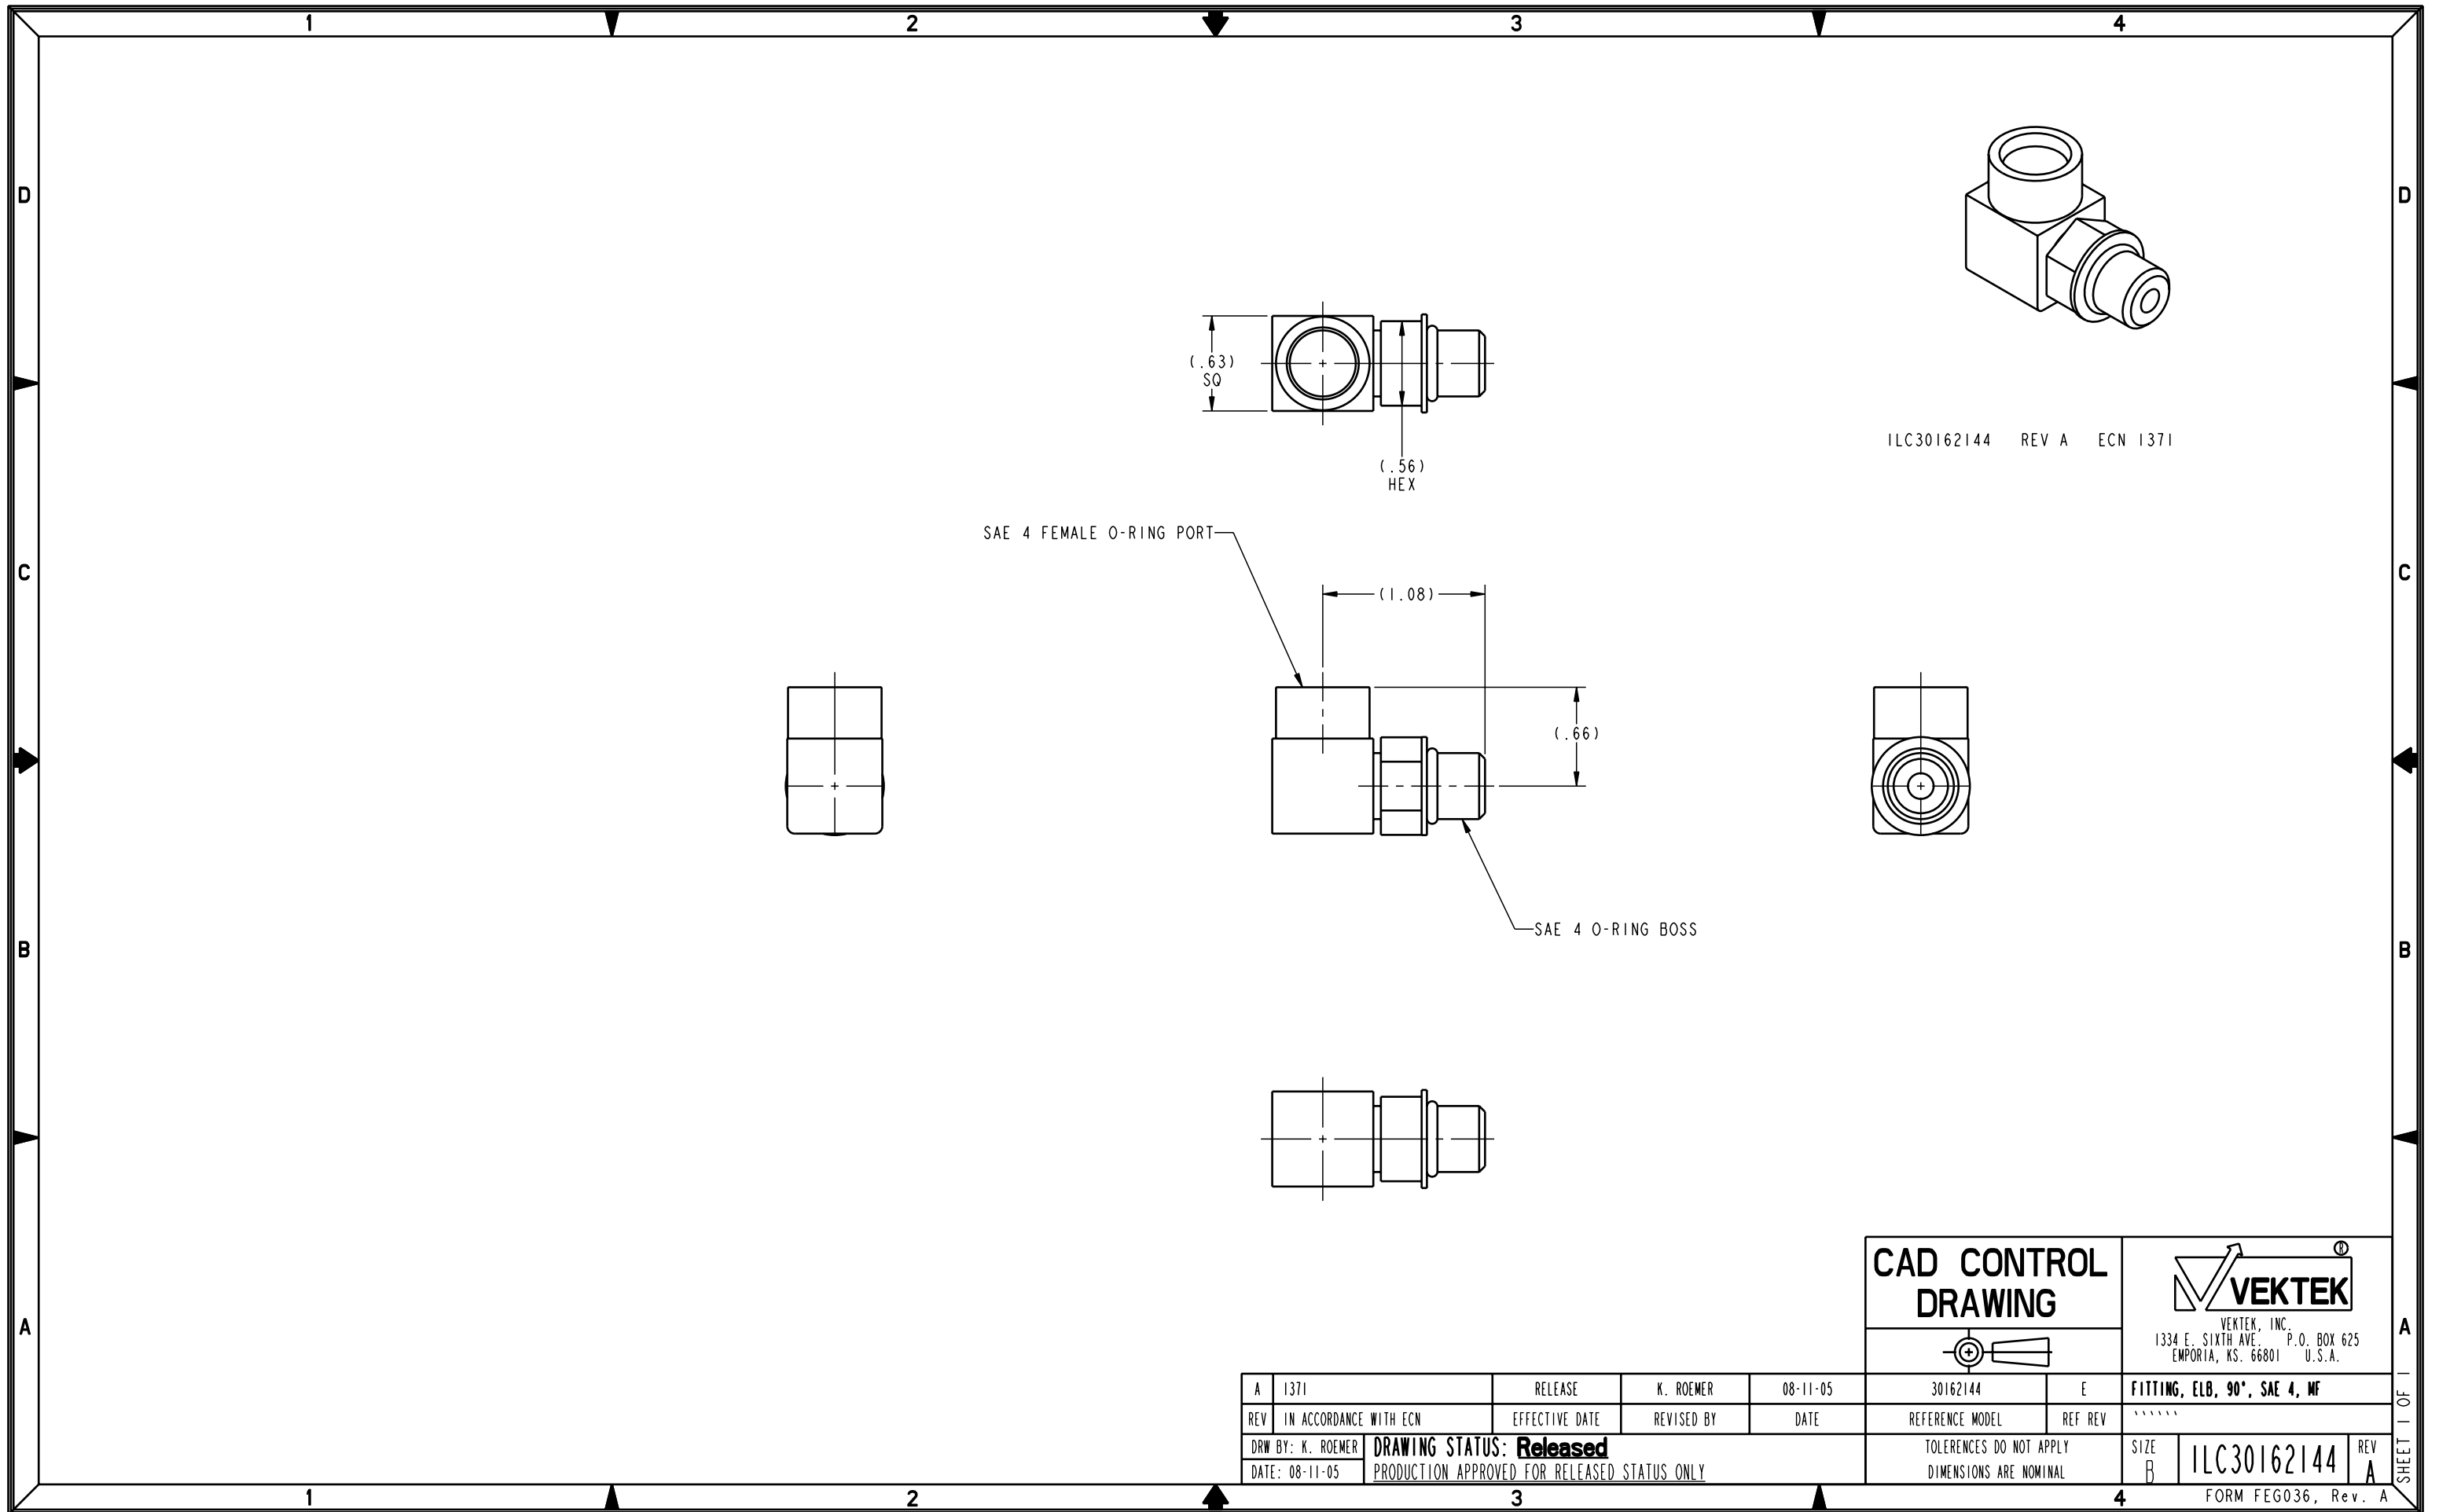 1 2 3 4
D D
(.63)
SQ
ILC30162144 REV A ECN 1371
(.56)
HEX
SAE 4 FEMALE O-RING PORT
C C
(1.08)
(.66)
SAE 4 O-RING BOSS
B B
CAD CONTROL
DRAWING
®
VEKTEK
VEKTEK, INC.
1334 E. SIXTH AVE. P.O. BOX 625
EMPORIA, KS. 66801 U.S.A.
A A
A 1371 RELEASE K. ROEMER 08-11-05 30162144 E FITTING, ELB, 90°, SAE 4, MF
REV IN ACCORDANCE WITH ECN EFFECTIVE DATE REVISED BY DATE REFERENCE MODEL REF REV ``````
DRW BY: K. ROEMER DRAWING STATUS: Released
DATE: 08-11-05 PRODUCTION APPROVED FOR RELEASED STATUS ONLY
TOLERENCES DO NOT APPLY
DIMENSIONS ARE NOMINAL
SIZE
B
ILC30162144
REV
A
SHEET 1 OF 1
1 2 3 4
FORM FEG036, Rev. A